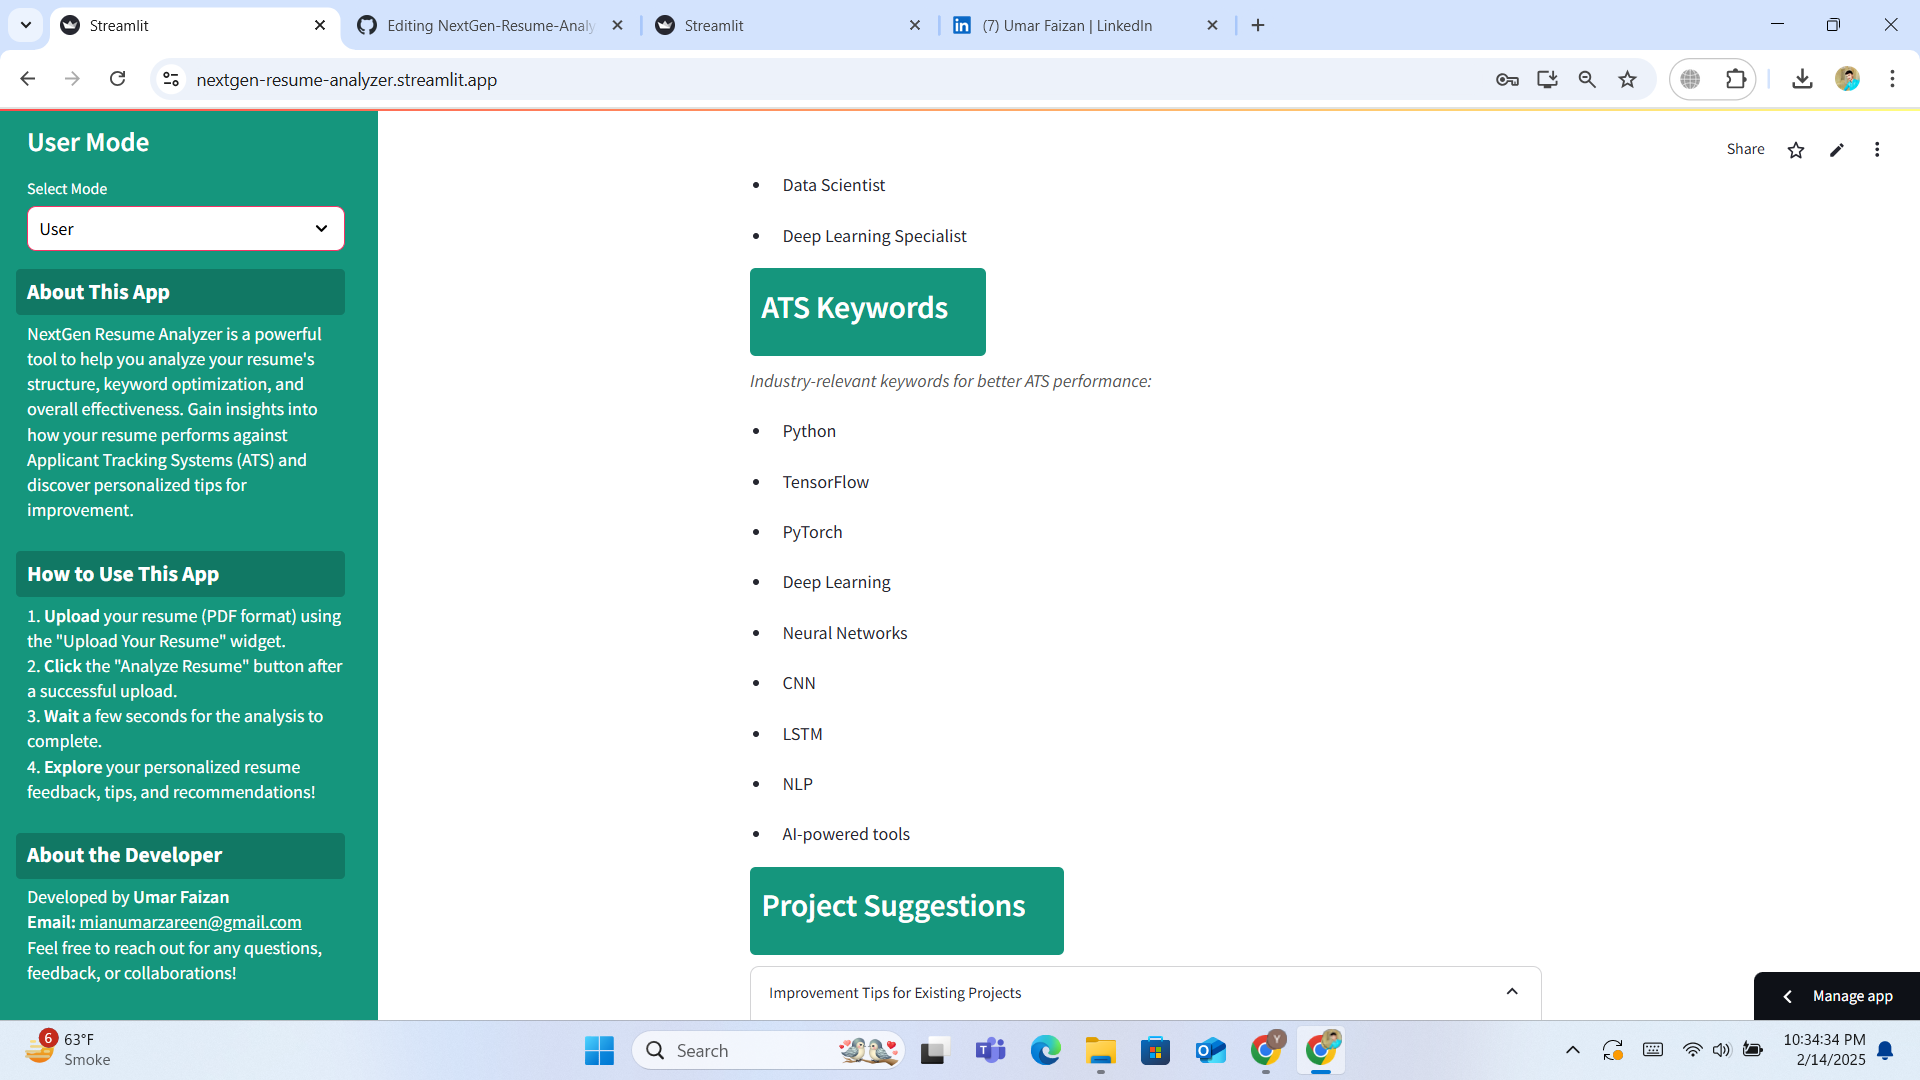 Streamlit
Editing NextGen-Resume-Analy
Streamlit
(7) Umar Faizan | LinkedIn
nextgen-resume-analyzer.streamlit.app
User Mode
Select Mode
User
About This App
NextGen Resume Analyzer is a powerful
tool to help you analyze your resume's
structure, keyword optimization, and
overall effectiveness. Gain insights into
how your resume performs against
Applicant Tracking Systems (ATS) and
discover personalized tips for
improvement.
How to Use This App
1. Upload your resume (PDF format) using
the "Upload Your Resume" widget.
2. Click the "Analyze Resume" button after
a successful upload.
3. Wait a few seconds for the analysis to
complete.
4. Explore your personalized resume
feedback, tips, and recommendations!
About the Developer
Developed by Umar Faizan
Email: mianumarzareen@gmail.com
Feel free to reach out for any questions,
feedback, or collaborations!
Share
Data Scientist
Deep Learning Specialist
ATS Keywords
Industry-relevant keywords for better ATS performance:
Python
TensorFlow
PyTorch
Deep Learning
Neural Networks
CNN
LSTM
NLP
AI-powered tools
Project Suggestions
Improvement Tips for Existing Projects
Manage app
6
63°F
Smoke
Search
Y
10:34:34 PM
2/14/2025